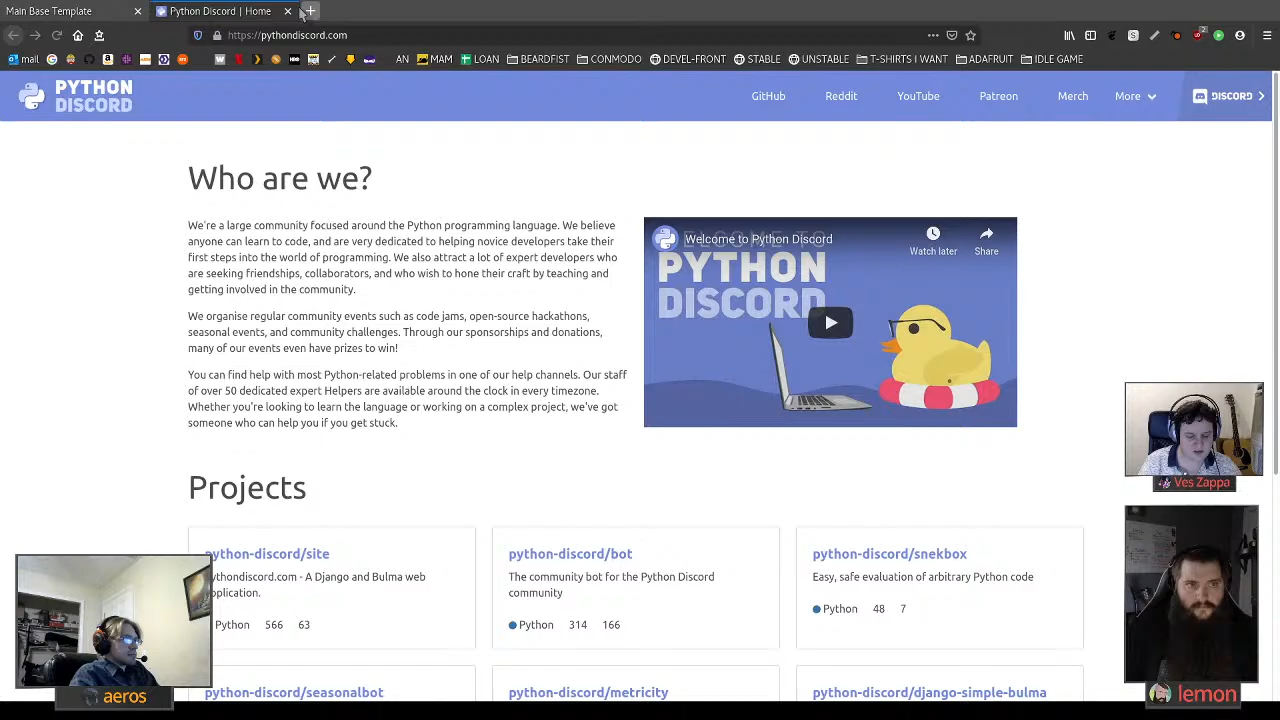 Main Base Template
Python Discord | Home
https://pythondiscord.com
mail
AN
MAM
LOAN
BEARDFIST
CONMODO
DEVEL-FRONT
STABLE
UNSTABLE
T-SHIRTS I WANT
ADAFRUIT
IDLE GAME
PYTHON
DISCORD
GitHub
Reddit
YouTube
Patreon
Merch
More
DISCORD
Who are we?
We're a large community focused around the Python programming language. We believe
anyone can learn to code, and are very dedicated to helping novice developers take their
first steps into the world of programming. We also attract a lot of expert developers who
are seeking friendships, collaborators, and who wish to hone their craft by teaching and
getting involved in the community.
We organise regular community events such as code jams, open-source hackathons,
seasonal events, and community challenges. Through our sponsorships and donations,
many of our events even have prizes to win!
You can find help with most Python-related problems in one of our help channels. Our staff
of over 50 dedicated expert Helpers are available around the clock in every timezone.
Whether you're looking to learn the language or working on a complex project, we've got
someone who can help you if you get stuck.
WELCOME TO
Welcome to Python Discord
Watch later
Share
PYTHON
DISCORD
Projects
python-discord/site
ythondiscord.com - A Django and Bulma web
plication.
Python 566 63
python-discord/bot
The community bot for the Python Discord
community
Python 314 166
python-discord/snekbox
Easy, safe evaluation of arbitrary Python code
Python 48 7
python-discord/seasonalbot
python-discord/metricity
python-discord/django-simple-bulma
Ves Zappa
aeros
lemon